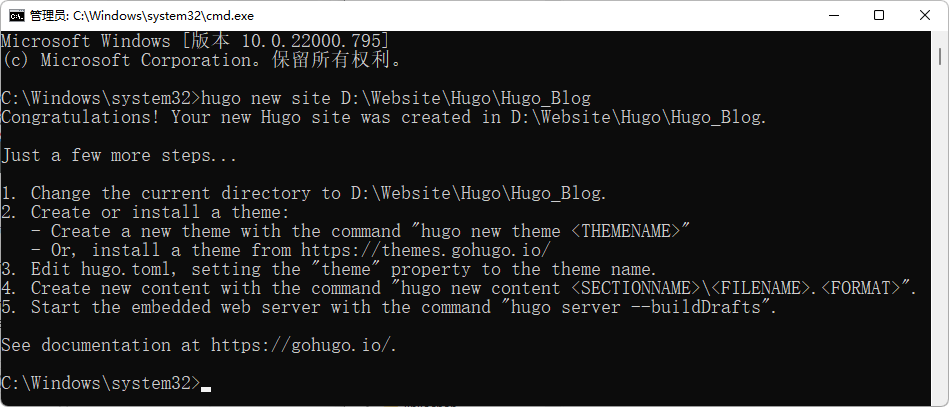 管理员: C:\Windows\system32\cmd.exe
Microsoft Windows [版本 10.0.22000.795]
(c) Microsoft Corporation。保留所有权利。
C:\Windows\system32>hugo new site D:\Website\Hugo\Hugo_Blog
Congratulations! Your new Hugo site was created in D:\Website\Hugo\Hugo_Blog.
Just a few more steps...
1. Change the current directory to D:\Website\Hugo\Hugo_Blog.
2. Create or install a theme:
   - Create a new theme with the command "hugo new theme <THEMENAME>"
   - Or, install a theme from https://themes.gohugo.io/
3. Edit hugo.toml, setting the "theme" property to the theme name.
4. Create new content with the command "hugo new content <SECTIONNAME>\<FILENAME>.<FORMAT>".
5. Start the embedded web server with the command "hugo server --buildDrafts".
See documentation at https://gohugo.io/.
C:\Windows\system32>